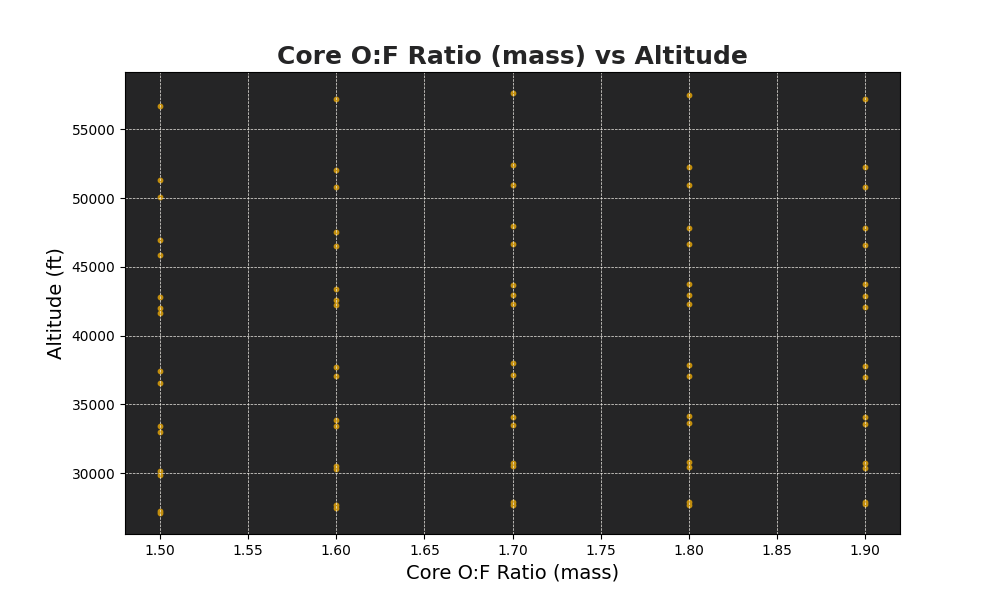 Core O:F Ratio (mass) vs Altitude
Altitude (ft)
55000
50000
45000
40000
35000
30000
1.50 1.55 1.60 1.65 1.70 1.75 1.80 1.85 1.90
Core O:F Ratio (mass)